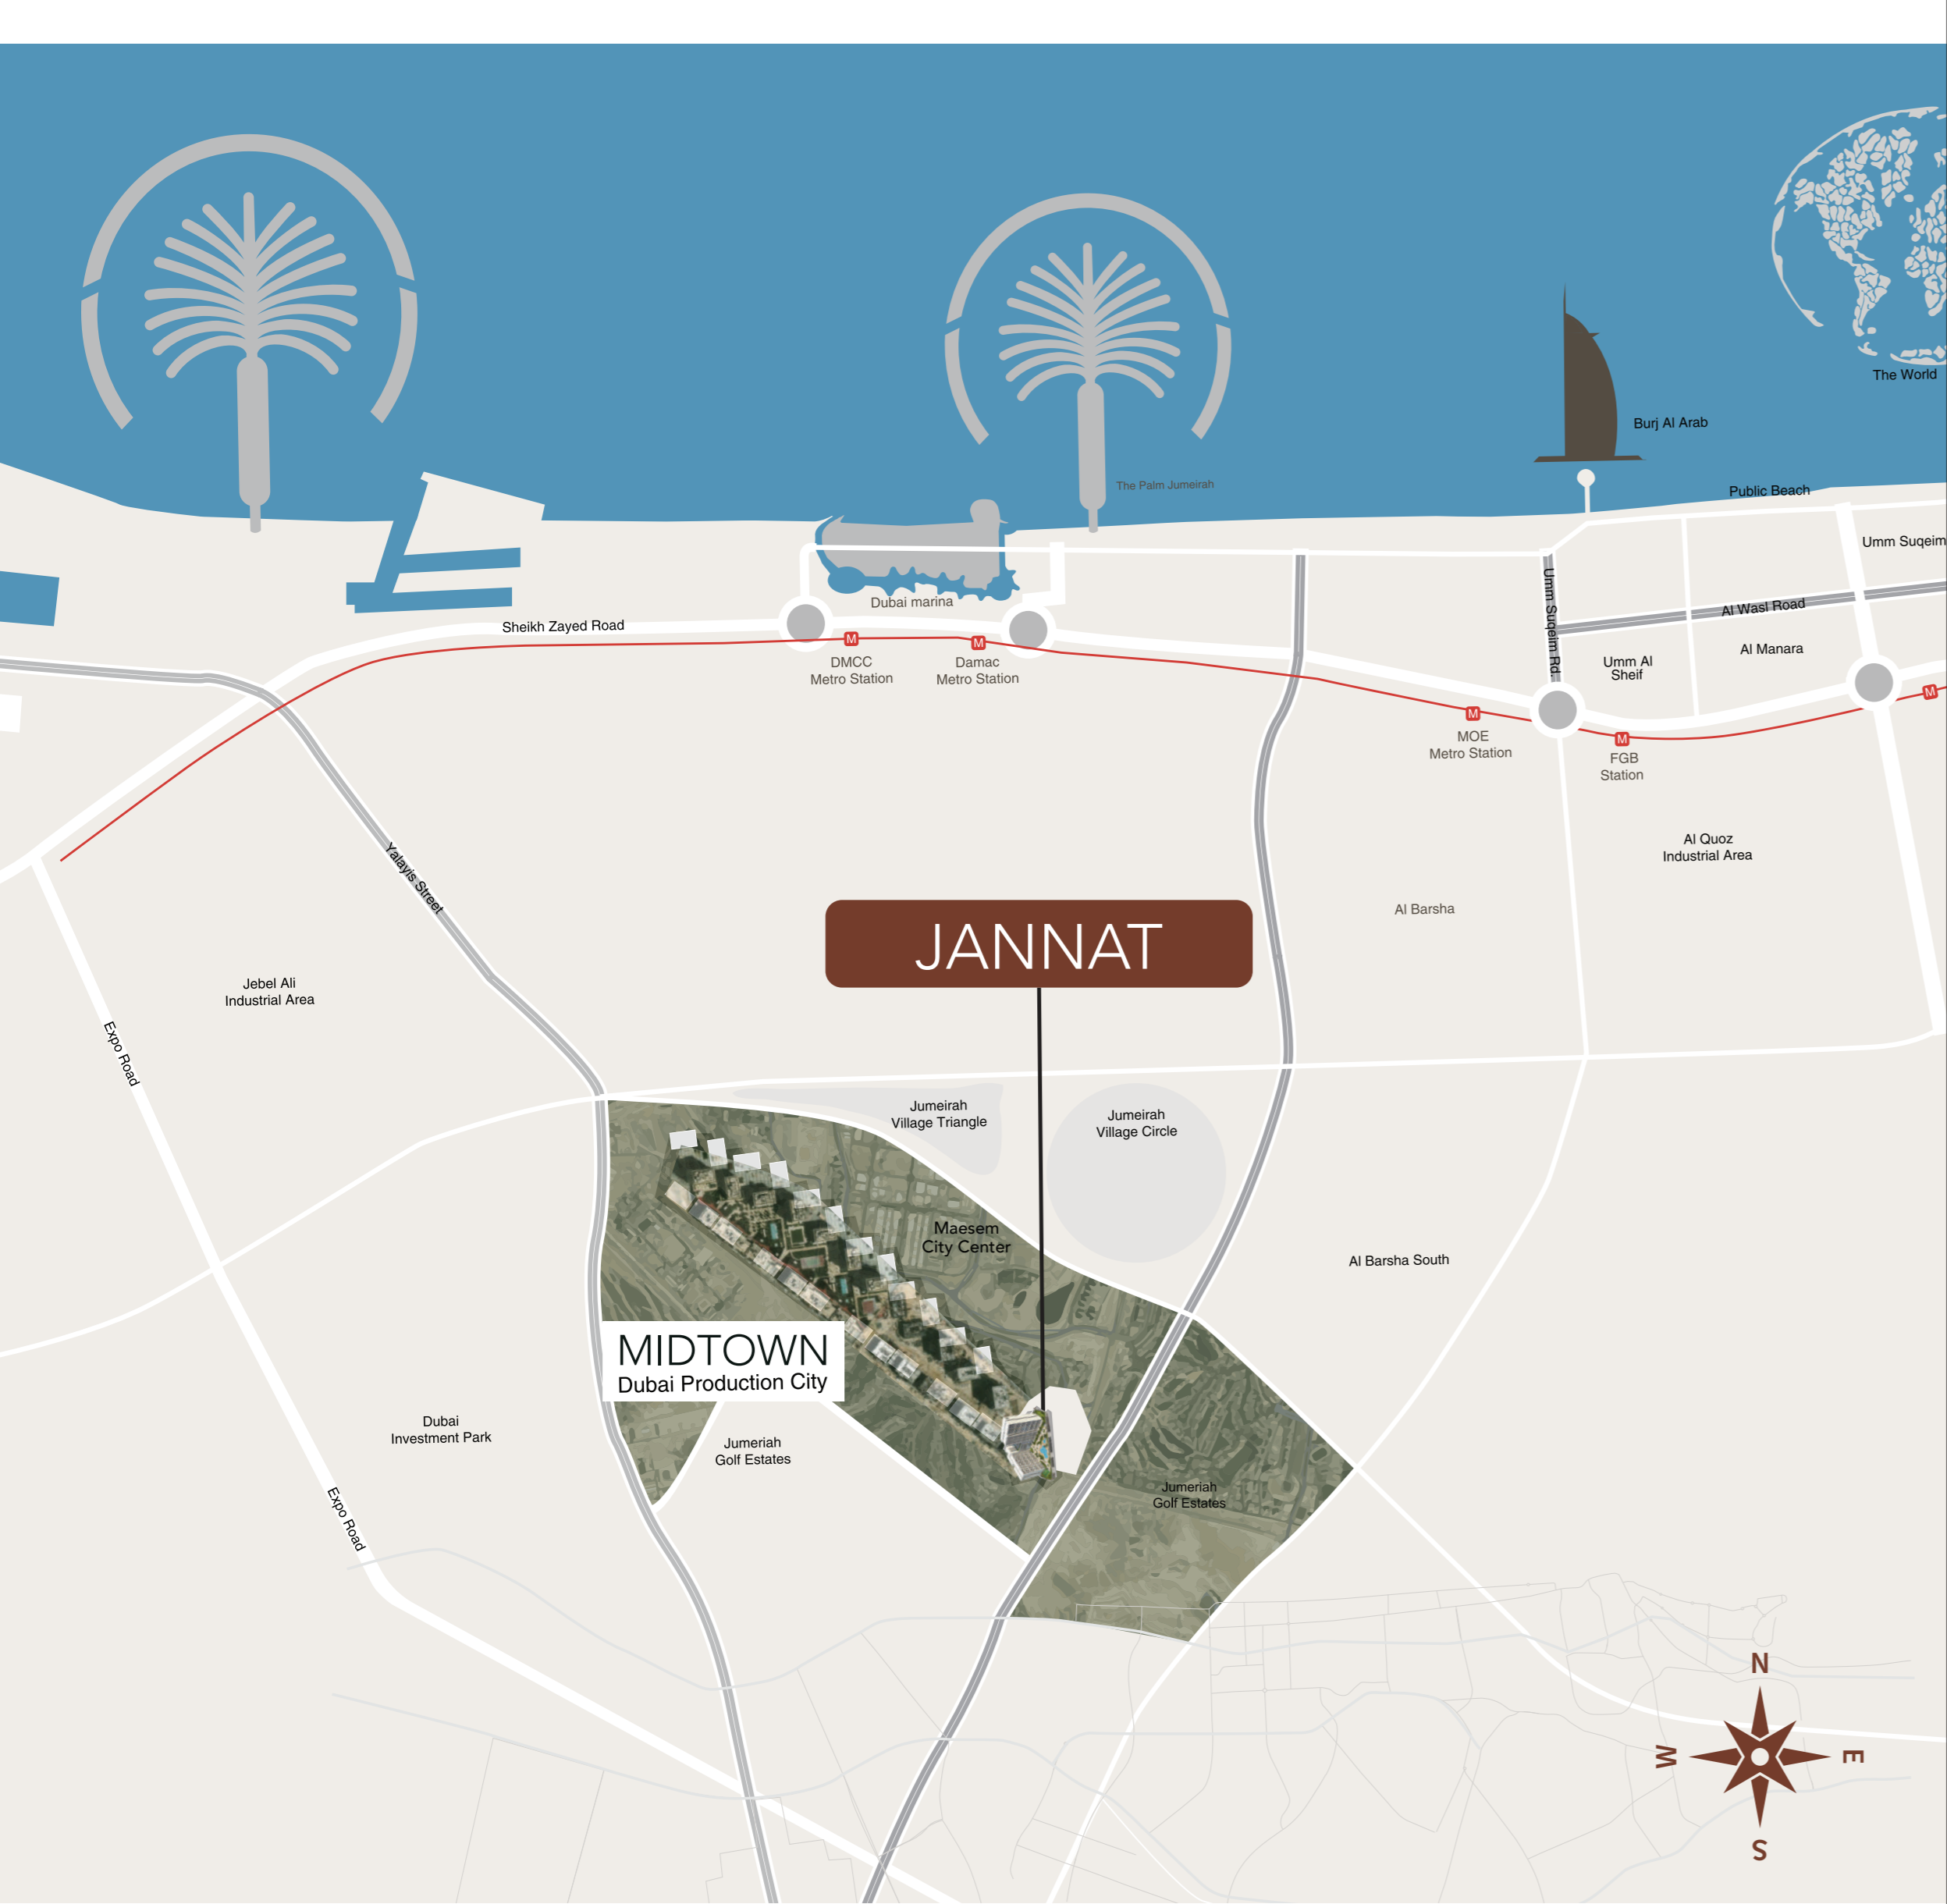 The World
Burj Al Arab
The Palm Jumeirah
Public Beach
Umm Suqeim
Dubai marina
Umm Suqeim Rd.
Al Wasl Road
Sheikh Zayed Road
M
M
Al Manara
DMCC
Metro Station
Damac
Metro Station
Umm Al
Sheif
M
M
M
MOE
Metro Station
FGB
Station
Al Quoz
Industrial Area
Yalayis Street
Al Barsha
JANNAT
Jebel Ali
Industrial Area
Expo Road
Jumeirah
Village Triangle
Jumeirah
Village Circle
Maesem
City Center
Al Barsha South
MIDTOWN
Dubai Production City
Dubai
Investment Park
Jumeriah
Golf Estates
Jumeriah
Golf Estates
Expo Road
N
W
E
S